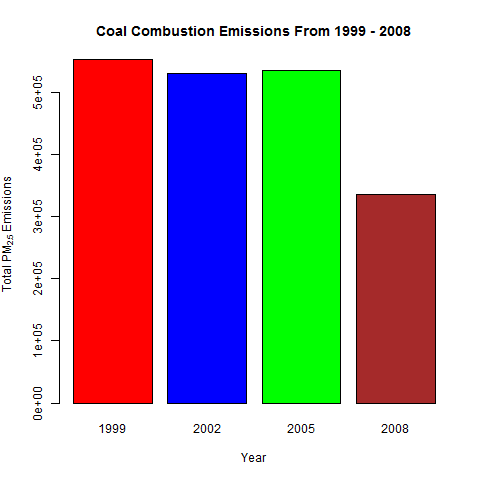 Coal Combustion Emissions From 1999 - 2008
Total PM2.5 Emissions
5e+05
4e+05
3e+05
2e+05
1e+05
0e+00
1999 2002 2005 2008
Year